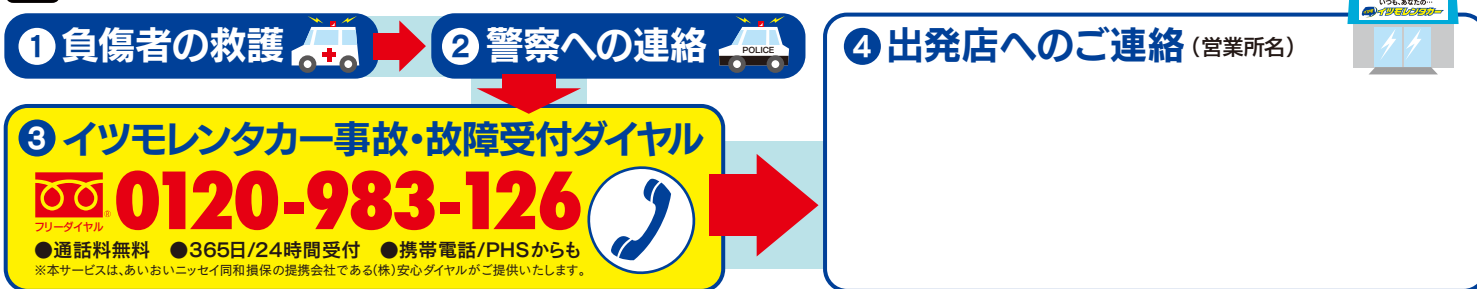 ❶負傷者の救護
❷警察への連絡
POLICE
❸イツモレンタカー事故・故障受付ダイヤル
フリーダイヤル® 0120-983-126
●通話料無料 ●365日/24時間受付 ●携帯電話/PHSからも
※本サービスは、あいおいニッセイ同和損保の提携会社である(株)安心ダイヤルがご提供いたします。
いつも、あなたの…
イツモレンタカー
❹出発店へのご連絡(営業所名)